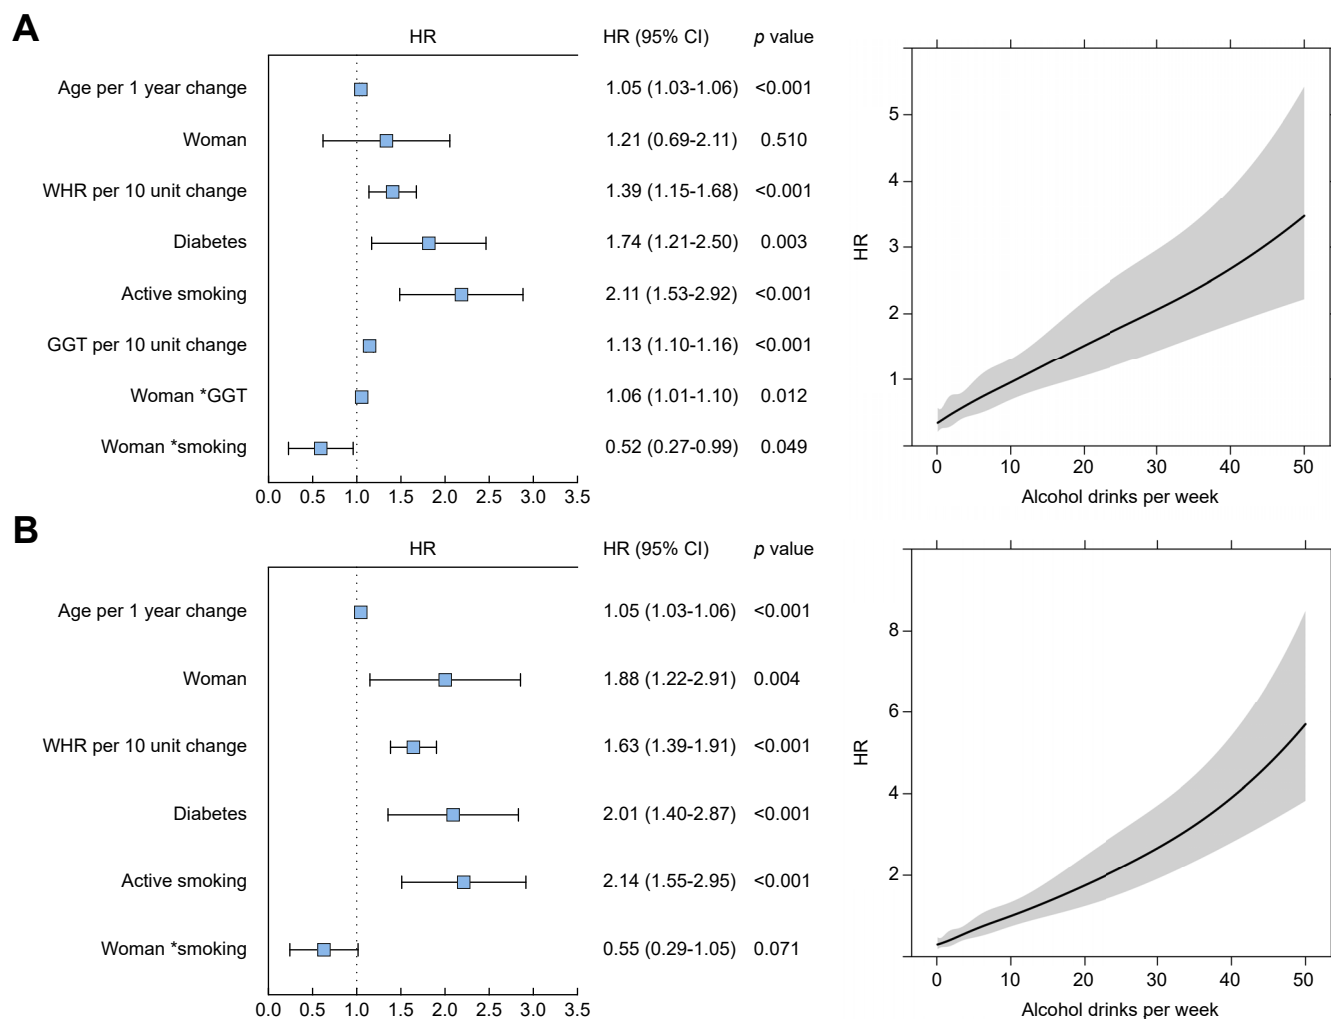 A
HR HR (95% CI) p value
Age per 1 year change 1.05 (1.03-1.06) <0.001
Woman 1.21 (0.69-2.11) 0.510
WHR per 10 unit change 1.39 (1.15-1.68) <0.001
Diabetes 1.74 (1.21-2.50) 0.003
Active smoking 2.11 (1.53-2.92) <0.001
GGT per 10 unit change 1.13 (1.10-1.16) <0.001
Woman *GGT 1.06 (1.01-1.10) 0.012
Woman *smoking 0.52 (0.27-0.99) 0.049
0.0 0.5 1.0 1.5 2.0 2.5 3.0 3.5
HR
5
4
3
2
1
0 10 20 30 40 50
Alcohol drinks per week
B
HR HR (95% CI) p value
Age per 1 year change 1.05 (1.03-1.06) <0.001
Woman 1.88 (1.22-2.91) 0.004
WHR per 10 unit change 1.63 (1.39-1.91) <0.001
Diabetes 2.01 (1.40-2.87) <0.001
Active smoking 2.14 (1.55-2.95) <0.001
Woman *smoking 0.55 (0.29-1.05) 0.071
0.0 0.5 1.0 1.5 2.0 2.5 3.0 3.5
HR
8
6
4
2
0 10 20 30 40 50
Alcohol drinks per week